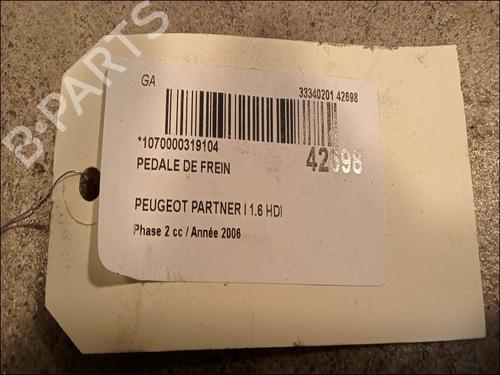 B-PARTS
GA
33340201 42698
*1070000319104
42698
PEDALE DE FREIN
PEUGEOT PARTNER I 1.6 HDI
Phase 2 cc / Année 2006